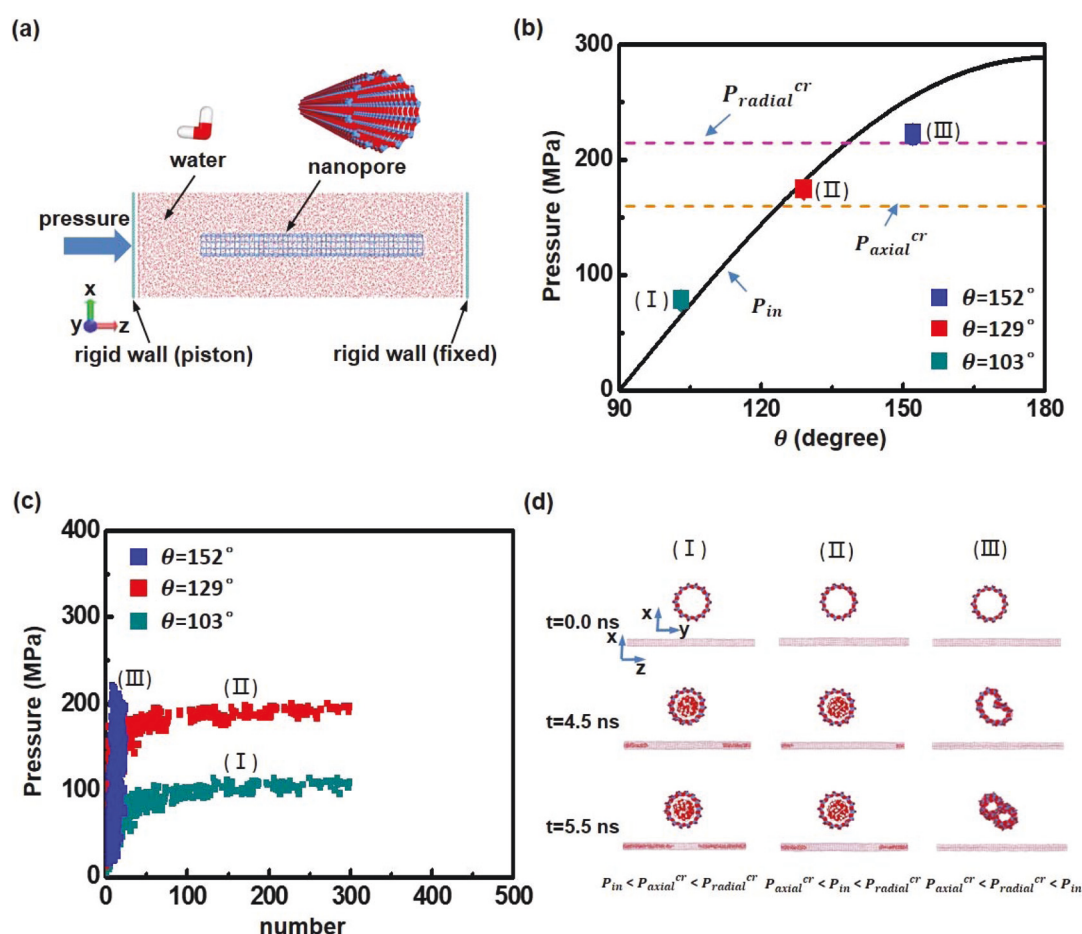 (a)
water
nanopore
pressure
x
y
z
rigid wall (piston)
rigid wall (fixed)
(b)
Pressure (MPa)
300
200
100
0
90
120
150
180
θ (degree)
P_radial^cr
(III)
(II)
P_axial^cr
(I)
P_in
θ=152°
θ=129°
θ=103°
(c)
Pressure (MPa)
400
300
200
100
0
0
100
200
300
400
500
number
θ=152°
θ=129°
θ=103°
(III)
(II)
(I)
(d)
(I) (II) (III)
t=0.0 ns
x
y
x
z
t=4.5 ns
t=5.5 ns
P_in < P_axial^cr < P_radial^cr P_axial^cr < P_in < P_radial^cr P_axial^cr < P_radial^cr < P_in